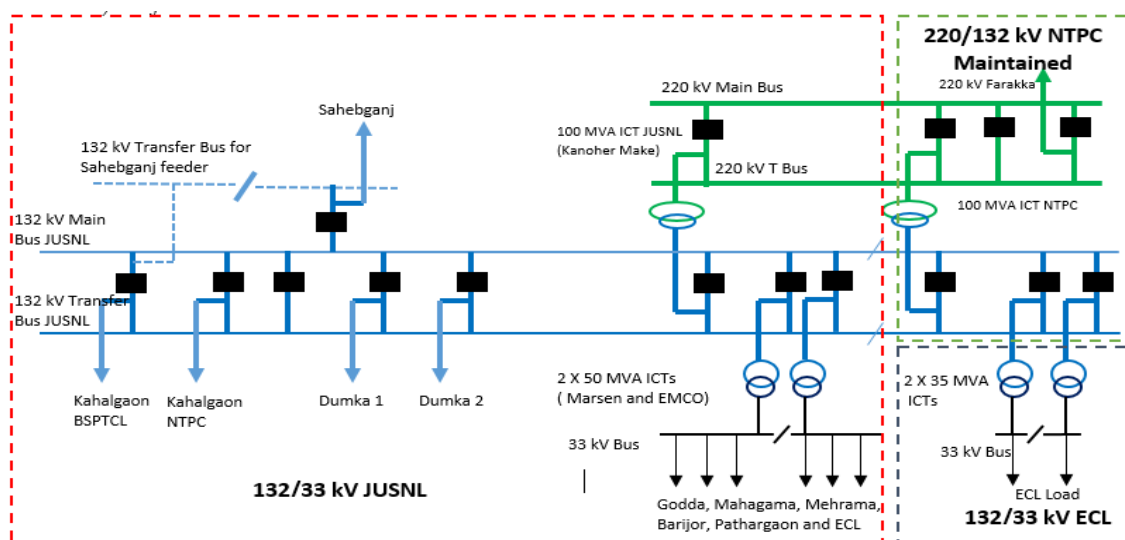 220/132 kV NTPC
Maintained
220 kV Farakka
220 kV Main Bus
Sahebganj
100 MVA ICT JUSNL
(Kanoher Make)
132 kV Transfer Bus for
Sahebganj feeder
220 kV T Bus
100 MVA ICT NTPC
132 kV Main
Bus JUSNL
132 kV Transfer
Bus JUSNL
Kahalgaon
BSPTCL
Kahalgaon
NTPC
Dumka 1
Dumka 2
2 X 50 MVA ICTs
( Marsen and EMCO)
2 X 35 MVA
ICTs
33 kV Bus
33 kV Bus
132/33 kV JUSNL
Godda, Mahagama, Mehrama,
Barijor, Pathargaon and ECL
ECL Load
132/33 kV ECL